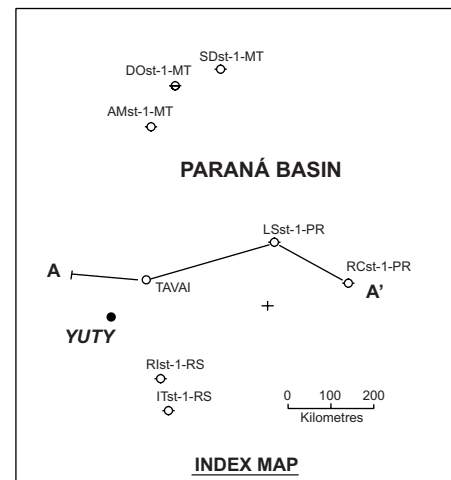 SDst-1-MT
DOst-1-MT
AMst-1-MT
PARANÁ BASIN
LSst-1-PR
A
RCst-1-PR
TAVAI
A'
YUTY
RIst-1-RS
0 100 200
ITst-1-RS
Kilometres
INDEX MAP